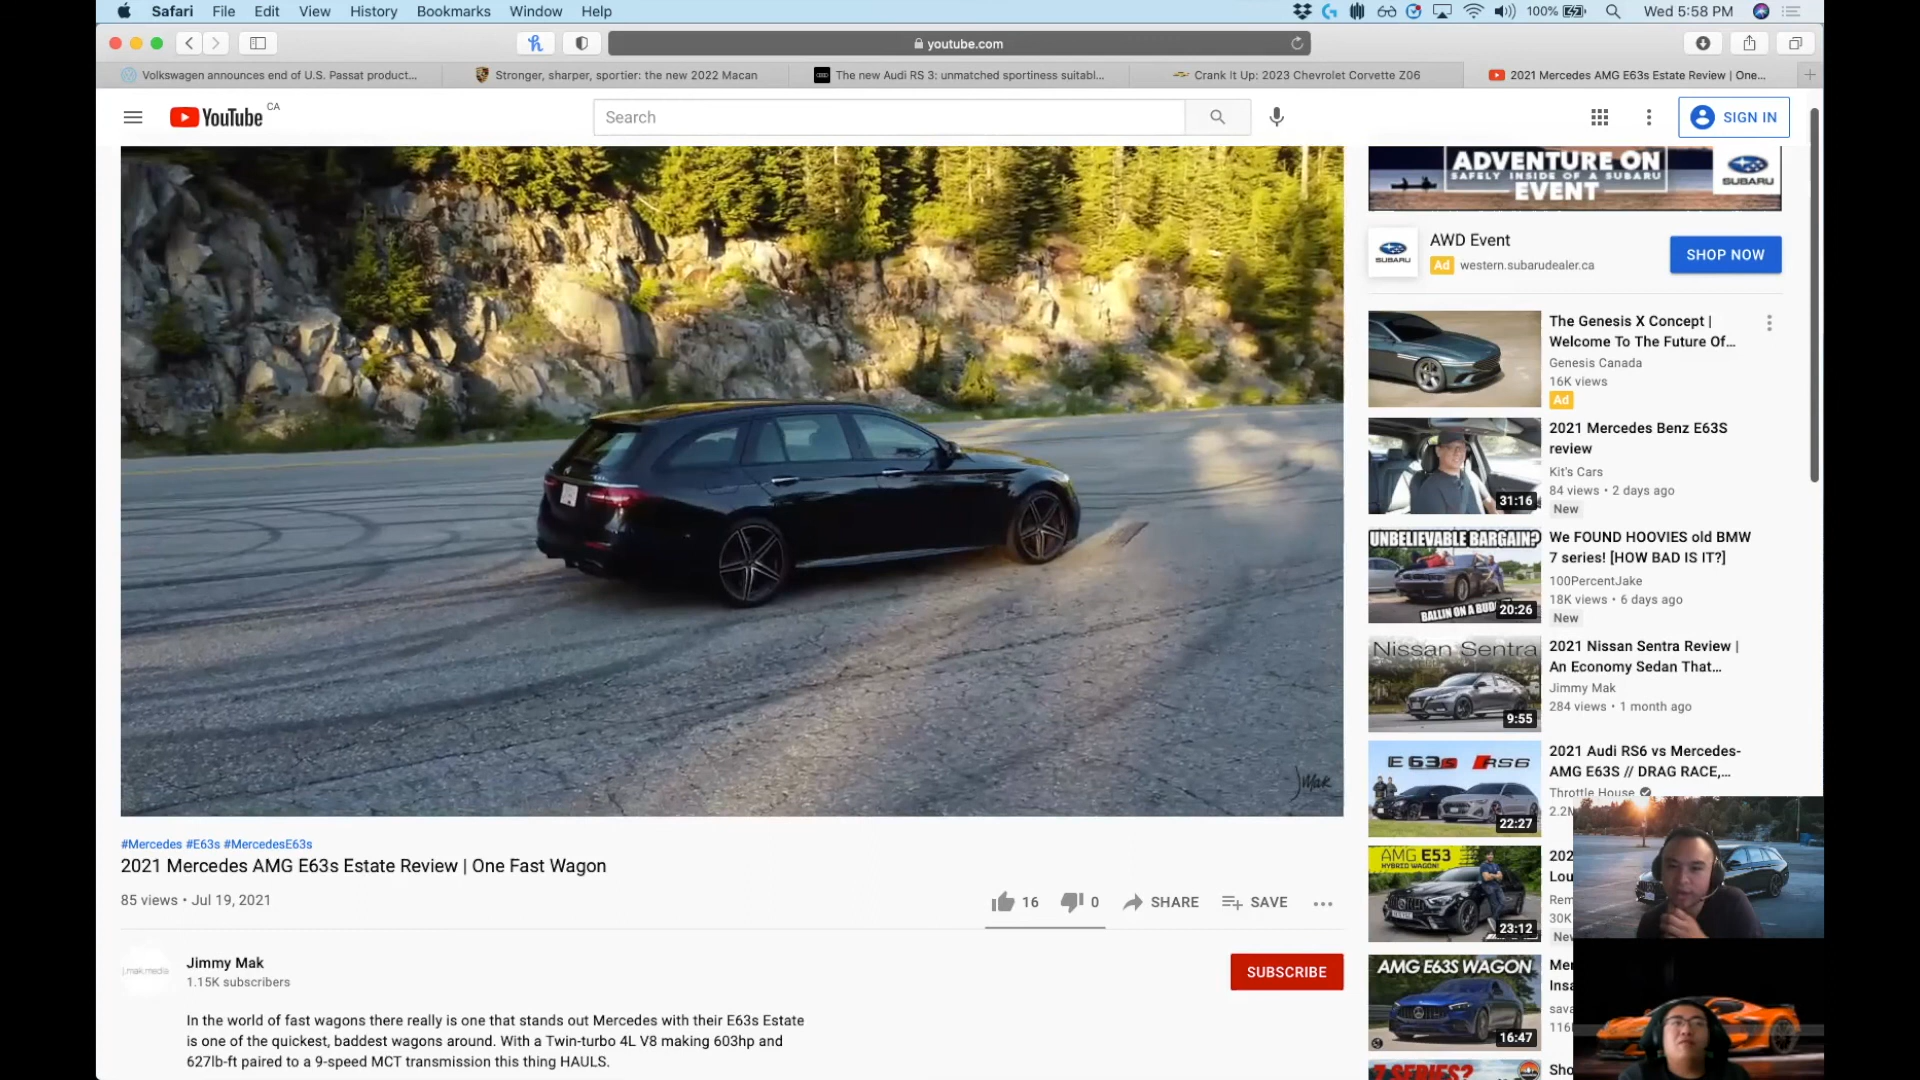 Safari File Edit View History Bookmarks Window Help 100% Wed 5:58 PM
youtube.com
Volkswagen announces end of U.S. Passat product... Stronger, sharper, sportier: the new 2022 Macan The new Audi RS 3: unmatched sportiness suitabl... Crank It Up: 2023 Chevrolet Corvette Z06 2021 Mercedes AMG E63s Estate Review | One...
YouTube CA Search SIGN IN
ADVENTURE ON
SAFELY INSIDE OF A SUBARU
EVENT
SUBARU
SUBARU
AWD Event
Ad western.subarudealer.ca
SHOP NOW
The Genesis X Concept |
Welcome To The Future Of...
Genesis Canada
16K views
Ad
31:16
2021 Mercedes Benz E63S
review
Kit's Cars
84 views • 2 days ago
New
UNBELIEVABLE BARGAIN?
BALLIN ON A
20:26
We FOUND HOOVIES old BMW
7 series! [HOW BAD IS IT?]
100PercentJake
18K views • 6 days ago
New
Nissan Sentra
9:55
2021 Nissan Sentra Review |
An Economy Sedan That...
Jimmy Mak
284 views • 1 month ago
E63s RS6
22:27
2021 Audi RS6 vs Mercedes-
AMG E63S // DRAG RACE,...
Throttle House
AMG E53
HYBRID WAGON!
23:12
AMG E63S WAGON
16:47
7 SERIES?
J Mak
#Mercedes #E63s #MercedesE63s
2021 Mercedes AMG E63s Estate Review | One Fast Wagon
85 views • Jul 19, 2021
16 0 SHARE SAVE
j.mak.media
Jimmy Mak
1.15K subscribers
SUBSCRIBE
In the world of fast wagons there really is one that stands out Mercedes with their E63s Estate
is one of the quickest, baddest wagons around. With a Twin-turbo 4L V8 making 603hp and
627lb-ft paired to a 9-speed MCT transmission this thing HAULS.